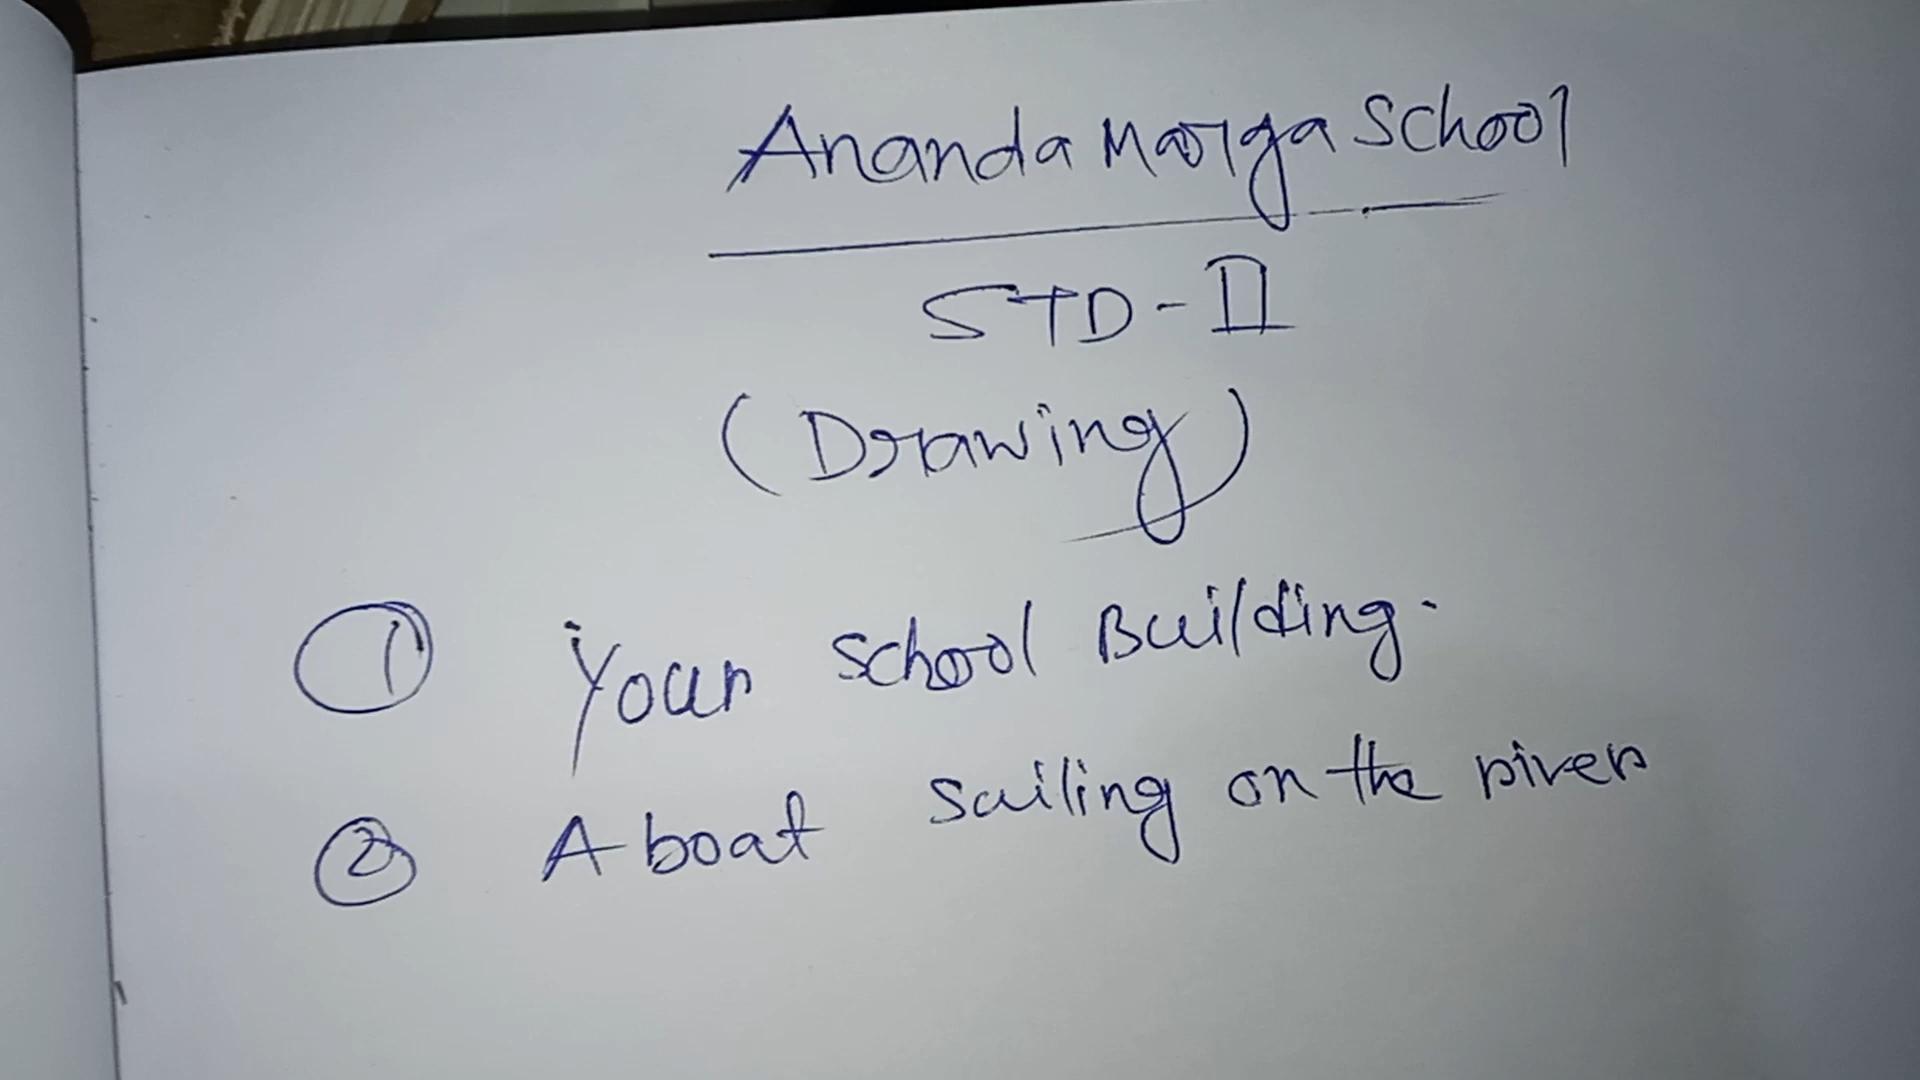 Ananda Marga School
STD-II
(Drawing)
① Your school Building.
② A boat sailing on the river